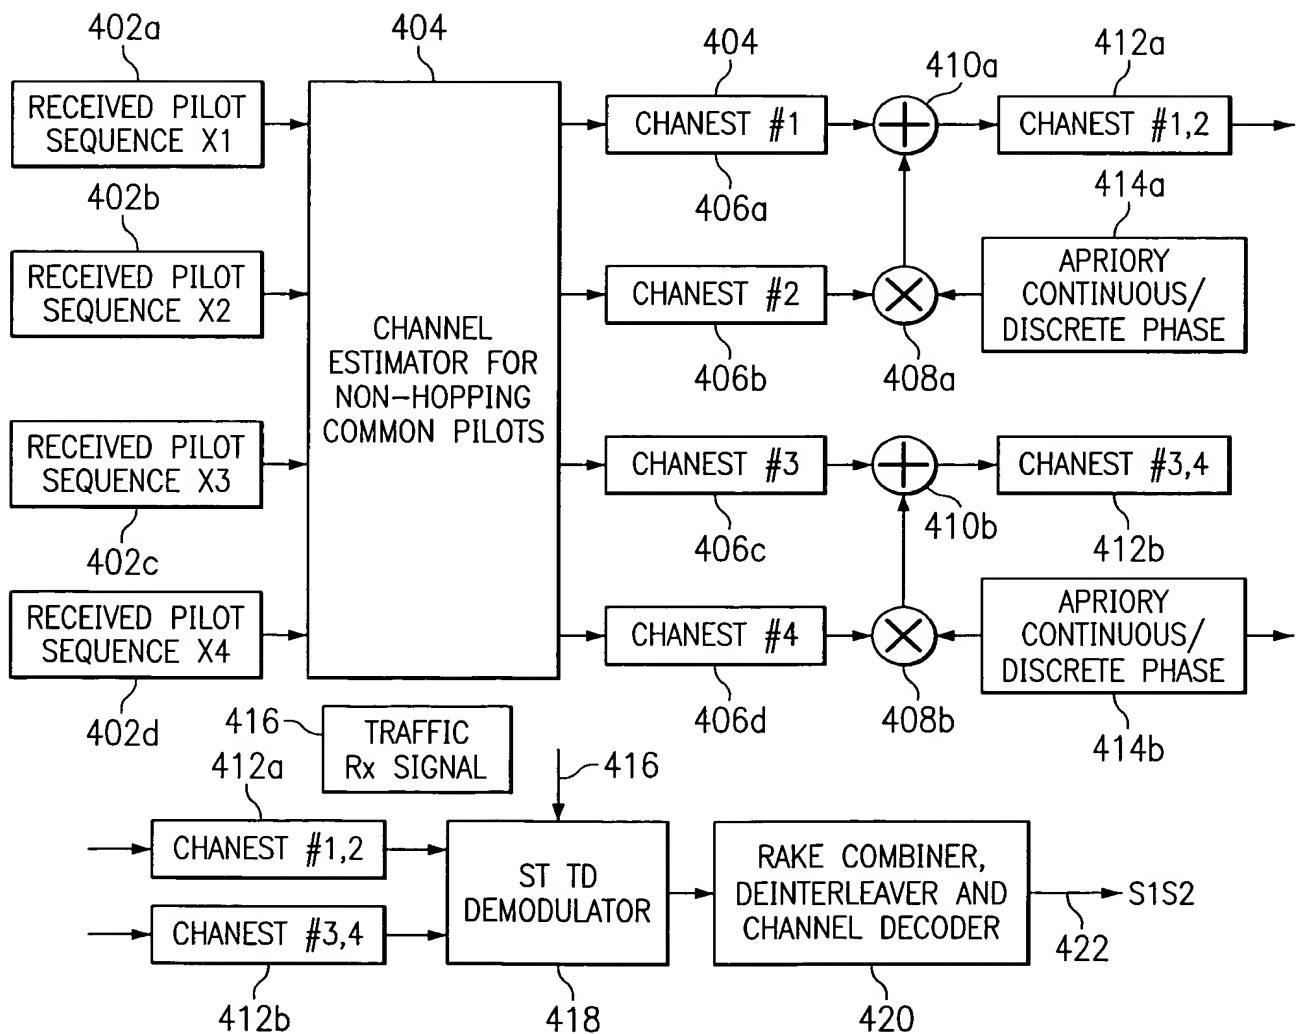 402a
404
404
410a
412a
RECEIVED PILOT
SEQUENCE X1
CHANEST #1
CHANEST #1,2
402b
406a
414a
RECEIVED PILOT
SEQUENCE X2
CHANNEL
ESTIMATOR FOR
NON-HOPPING
COMMON PILOTS
CHANEST #2
APRIORY
CONTINUOUS/
DISCRETE PHASE
406b
408a
RECEIVED PILOT
SEQUENCE X3
CHANEST #3
CHANEST #3,4
402c
406c
410b
412b
RECEIVED PILOT
SEQUENCE X4
CHANEST #4
APRIORY
CONTINUOUS/
DISCRETE PHASE
402d
406d
408b
414b
416
TRAFFIC
Rx SIGNAL
412a
416
CHANEST #1,2
CHANEST #3,4
ST TD
DEMODULATOR
RAKE COMBINER,
DEINTERLEAVER AND
CHANNEL DECODER
S1S2
422
412b
418
420